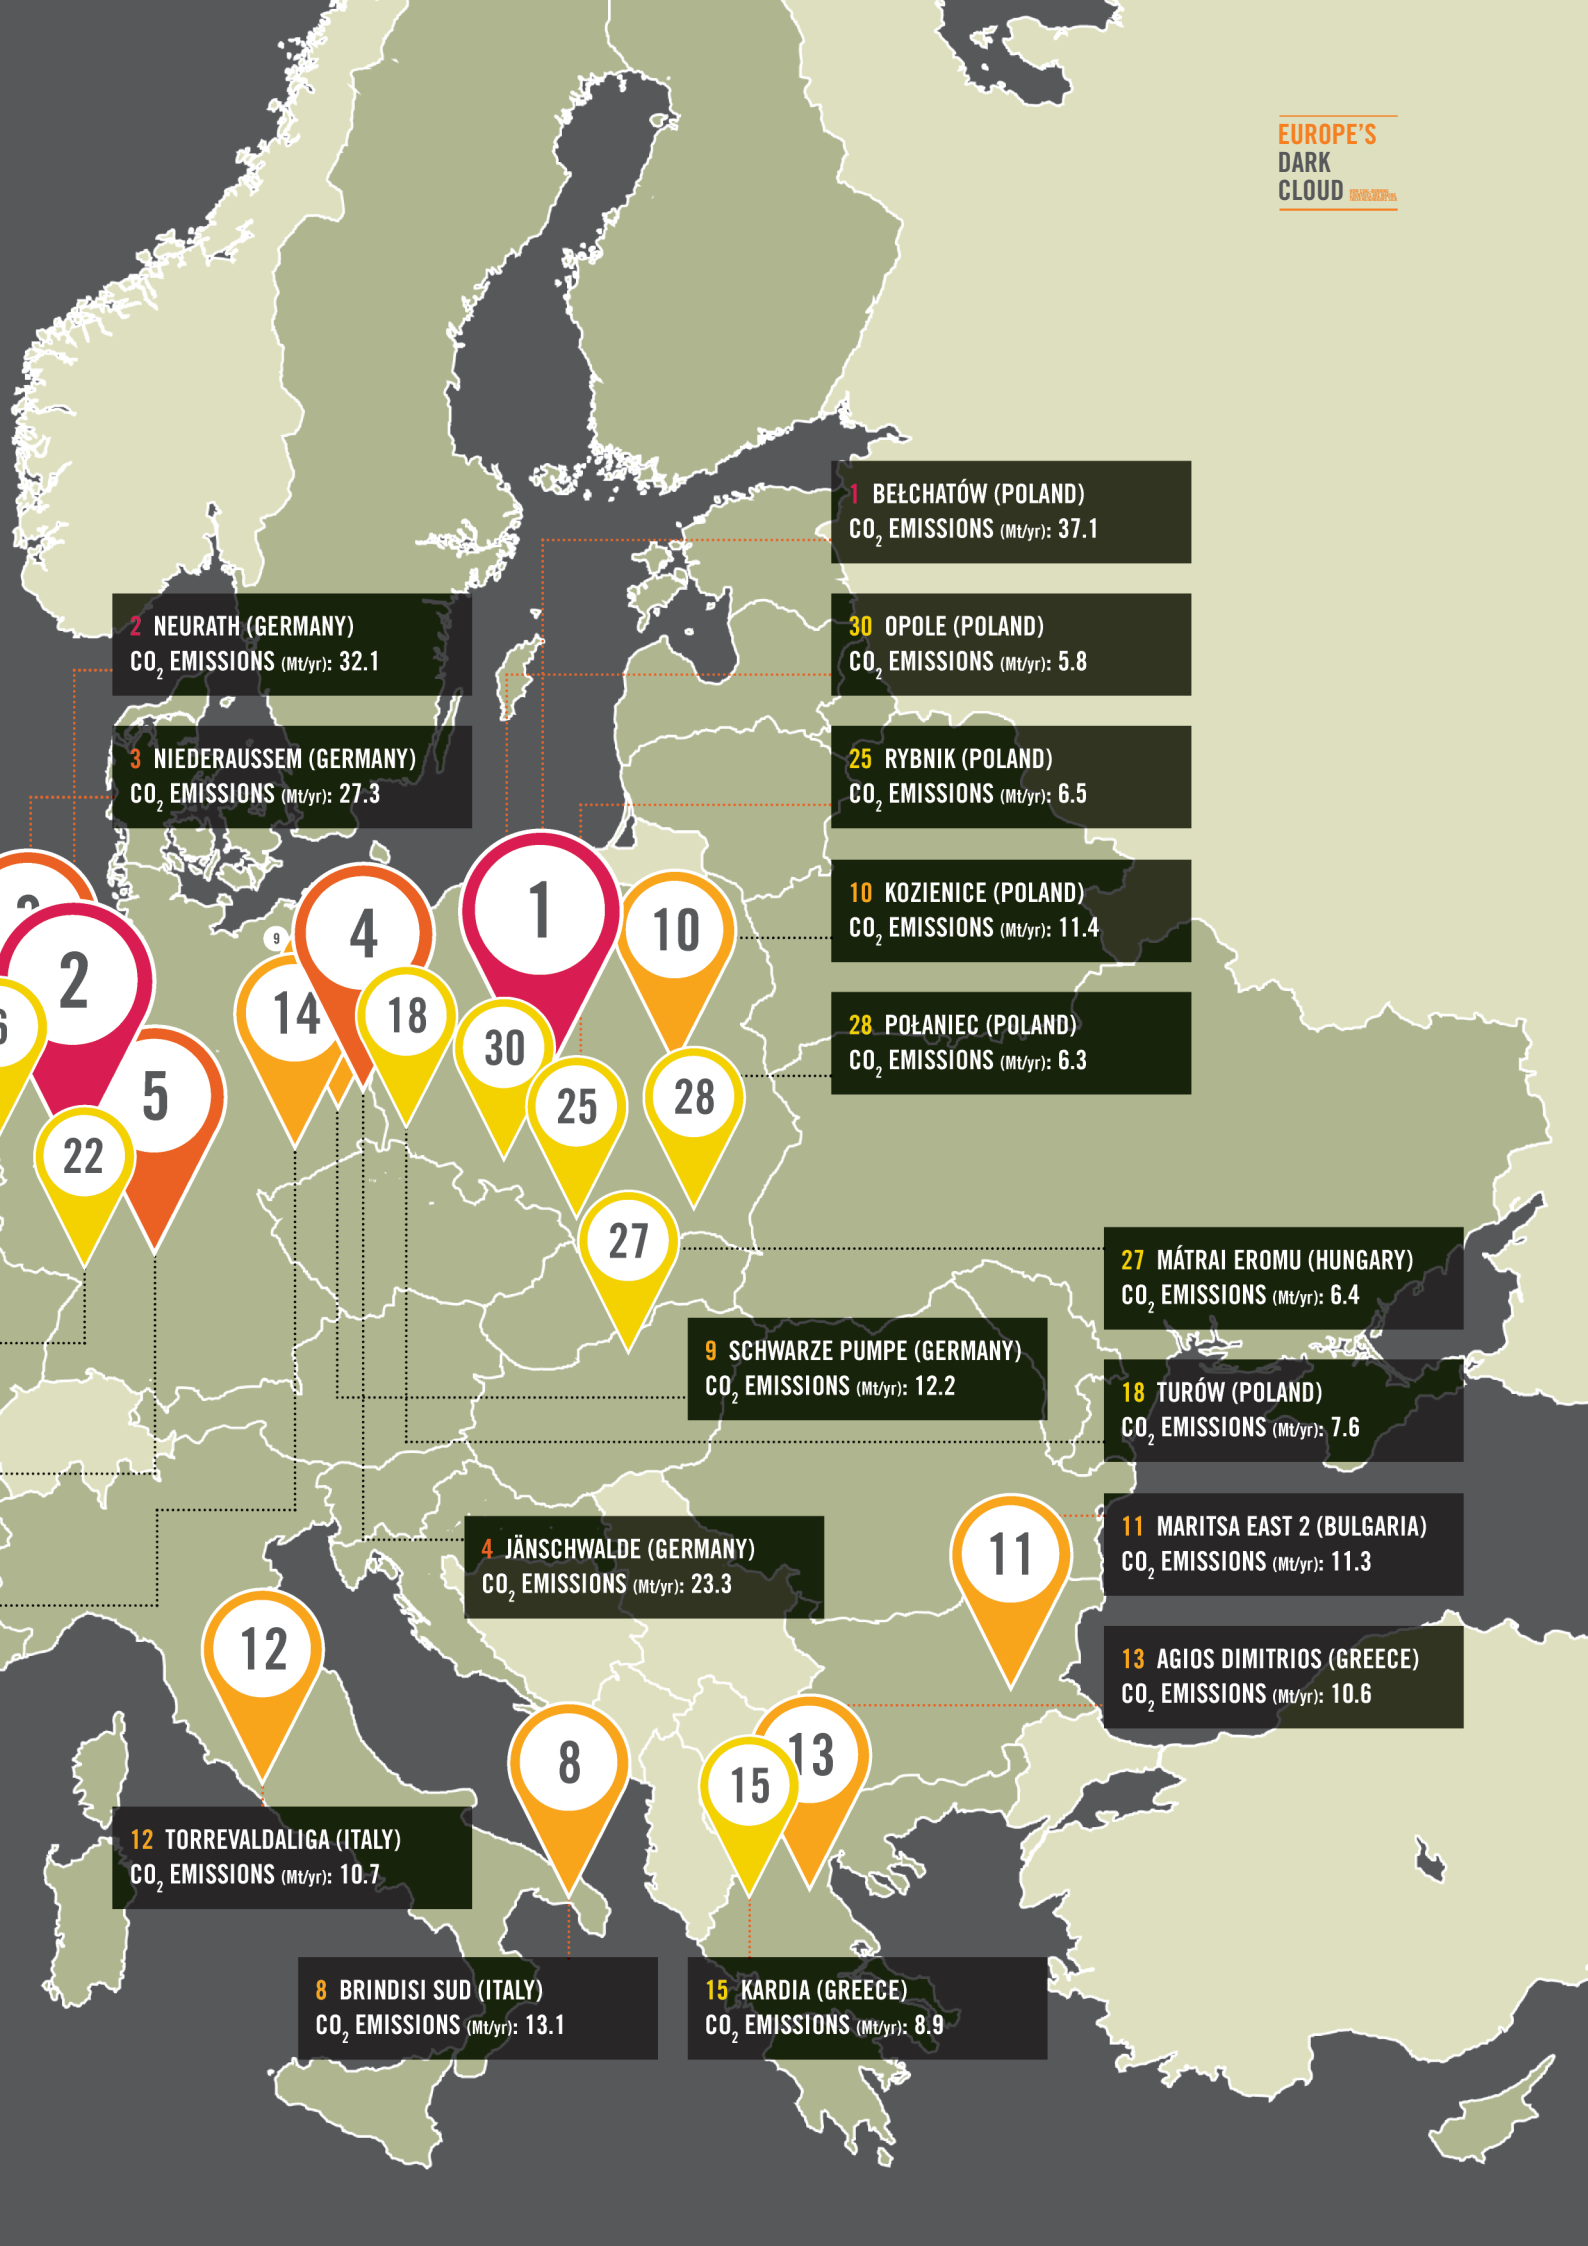 EUROPE'S
DARK
CLOUD
1 BEŁCHATÓW (POLAND)
CO2 EMISSIONS (Mt/yr): 37.1
2 NEURATH (GERMANY)
CO2 EMISSIONS (Mt/yr): 32.1
30 OPOLE (POLAND)
CO2 EMISSIONS (Mt/yr): 5.8
3 NIEDERAUSSEM (GERMANY)
CO2 EMISSIONS (Mt/yr): 27.3
25 RYBNIK (POLAND)
CO2 EMISSIONS (Mt/yr): 6.5
10 KOZIENICE (POLAND)
CO2 EMISSIONS (Mt/yr): 11.4
28 POŁANIEC (POLAND)
CO2 EMISSIONS (Mt/yr): 6.3
1
10
4
9
2
14
18
30
5
25
28
22
27
27 MÁTRAI EROMU (HUNGARY)
CO2 EMISSIONS (Mt/yr): 6.4
9 SCHWARZE PUMPE (GERMANY)
CO2 EMISSIONS (Mt/yr): 12.2
18 TURÓW (POLAND)
CO2 EMISSIONS (Mt/yr): 7.6
11 MARITSA EAST 2 (BULGARIA)
CO2 EMISSIONS (Mt/yr): 11.3
4 JÄNSCHWALDE (GERMANY)
CO2 EMISSIONS (Mt/yr): 23.3
11
12
13 AGIOS DIMITRIOS (GREECE)
CO2 EMISSIONS (Mt/yr): 10.6
8
15
13
12 TORREVALDALIGA (ITALY)
CO2 EMISSIONS (Mt/yr): 10.7
8 BRINDISI SUD (ITALY)
CO2 EMISSIONS (Mt/yr): 13.1
15 KARDIA (GREECE)
CO2 EMISSIONS (Mt/yr): 8.9